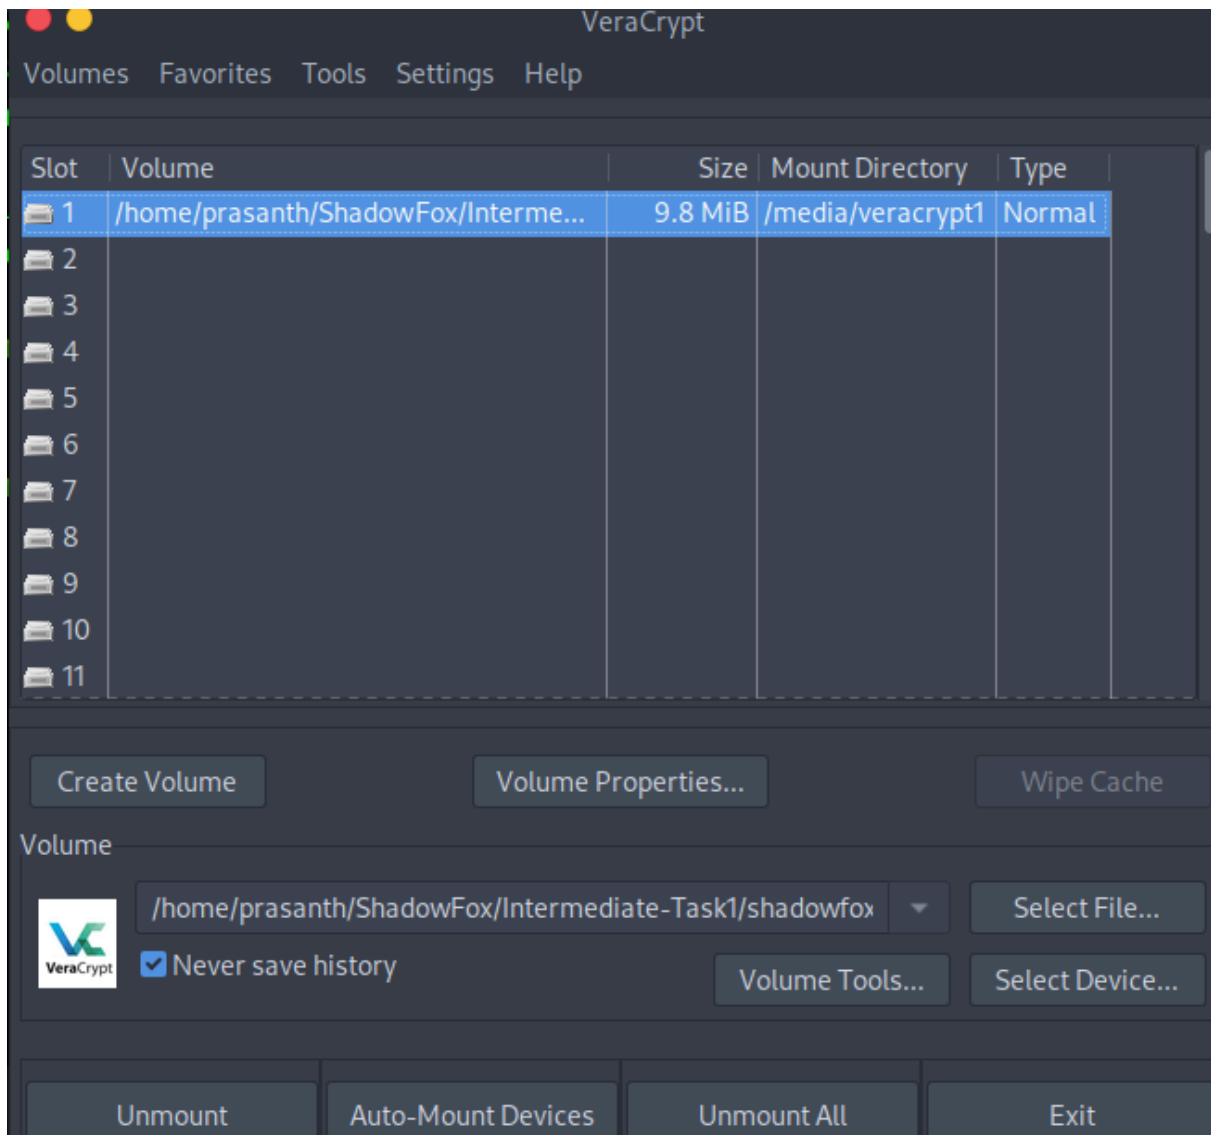 VeraCrypt
Volumes Favorites Tools Settings Help
Slot Volume Size Mount Directory Type
1 /home/prasanth/ShadowFox/Interme... 9.8 MiB /media/veracrypt1 Normal
2
3
4
5
6
7
8
9
10
11
Create Volume Volume Properties... Wipe Cache
Volume
/home/prasanth/ShadowFox/Intermediate-Task1/shadowfox Select File...
VeraCrypt
Never save history Volume Tools... Select Device...
Unmount Auto-Mount Devices Unmount All Exit